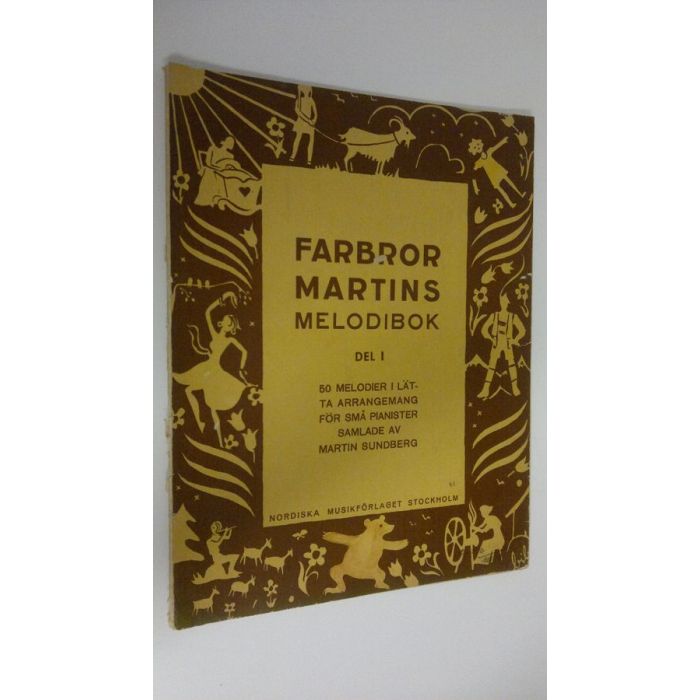 FARBROR
MARTINS
MELODIBOK
DEL I
50 MELODIER I LÄT-
TA ARRANGEMANG
FÖR SMÅ PIANISTER
SAMLADE AV
MARTIN SUNDBERG
NORDISKA MUSIKFÖRLAGET STOCKHOLM